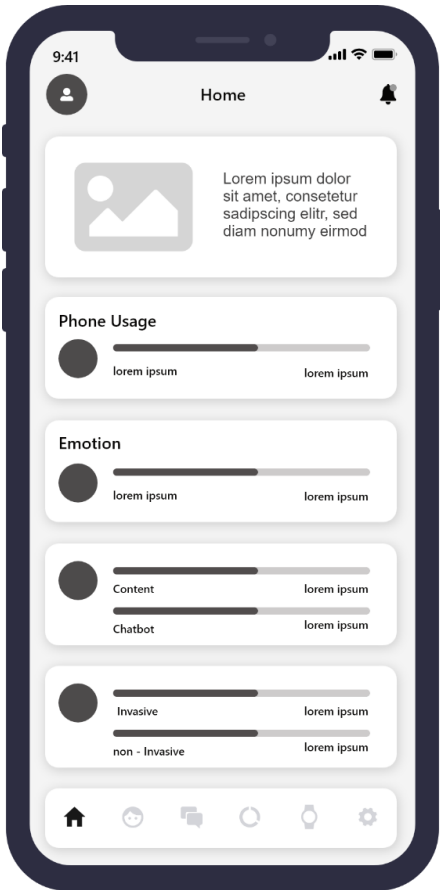 9:41
Home
Lorem ipsum dolor
sit amet, consetetur
sadipscing elitr, sed
diam nonumy eirmod
Phone Usage
lorem ipsum
lorem ipsum
Emotion
lorem ipsum
lorem ipsum
Content
lorem ipsum
Chatbot
lorem ipsum
Invasive
lorem ipsum
non - Invasive
lorem ipsum